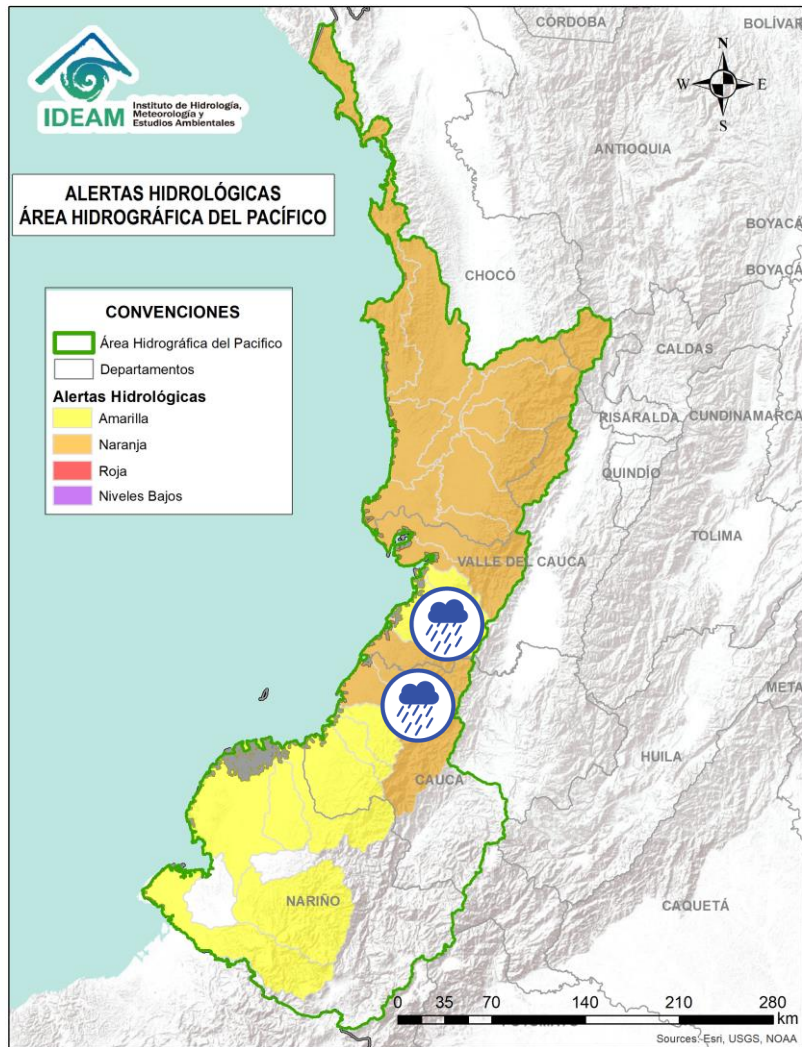 IDEAM
Instituto de Hidrología,
Meteorología y
Estudios Ambientales
ALERTAS HIDROLÓGICAS
ÁREA HIDROGRÁFICA DEL PACÍFICO
CONVENCIONES
Área Hidrográfica del Pacifico
Departamentos
Alertas Hidrológicas
Amarilla
Naranja
Roja
Niveles Bajos
N
W
E
S
CÓRDOBA
BOLÍVAR
ANTIOQUIA
BOYACÁ
BOYACÁ
CHOCÓ
CALDAS
RISARALDA
CUNDINAMARCA
QUINDÍO
TOLIMA
VALLE DEL CAUCA
META
HUILA
CAUCA
CAQUETÁ
NARIÑO
0 35 70 140 210 280
km
Sources: Esri, USGS, NOAA